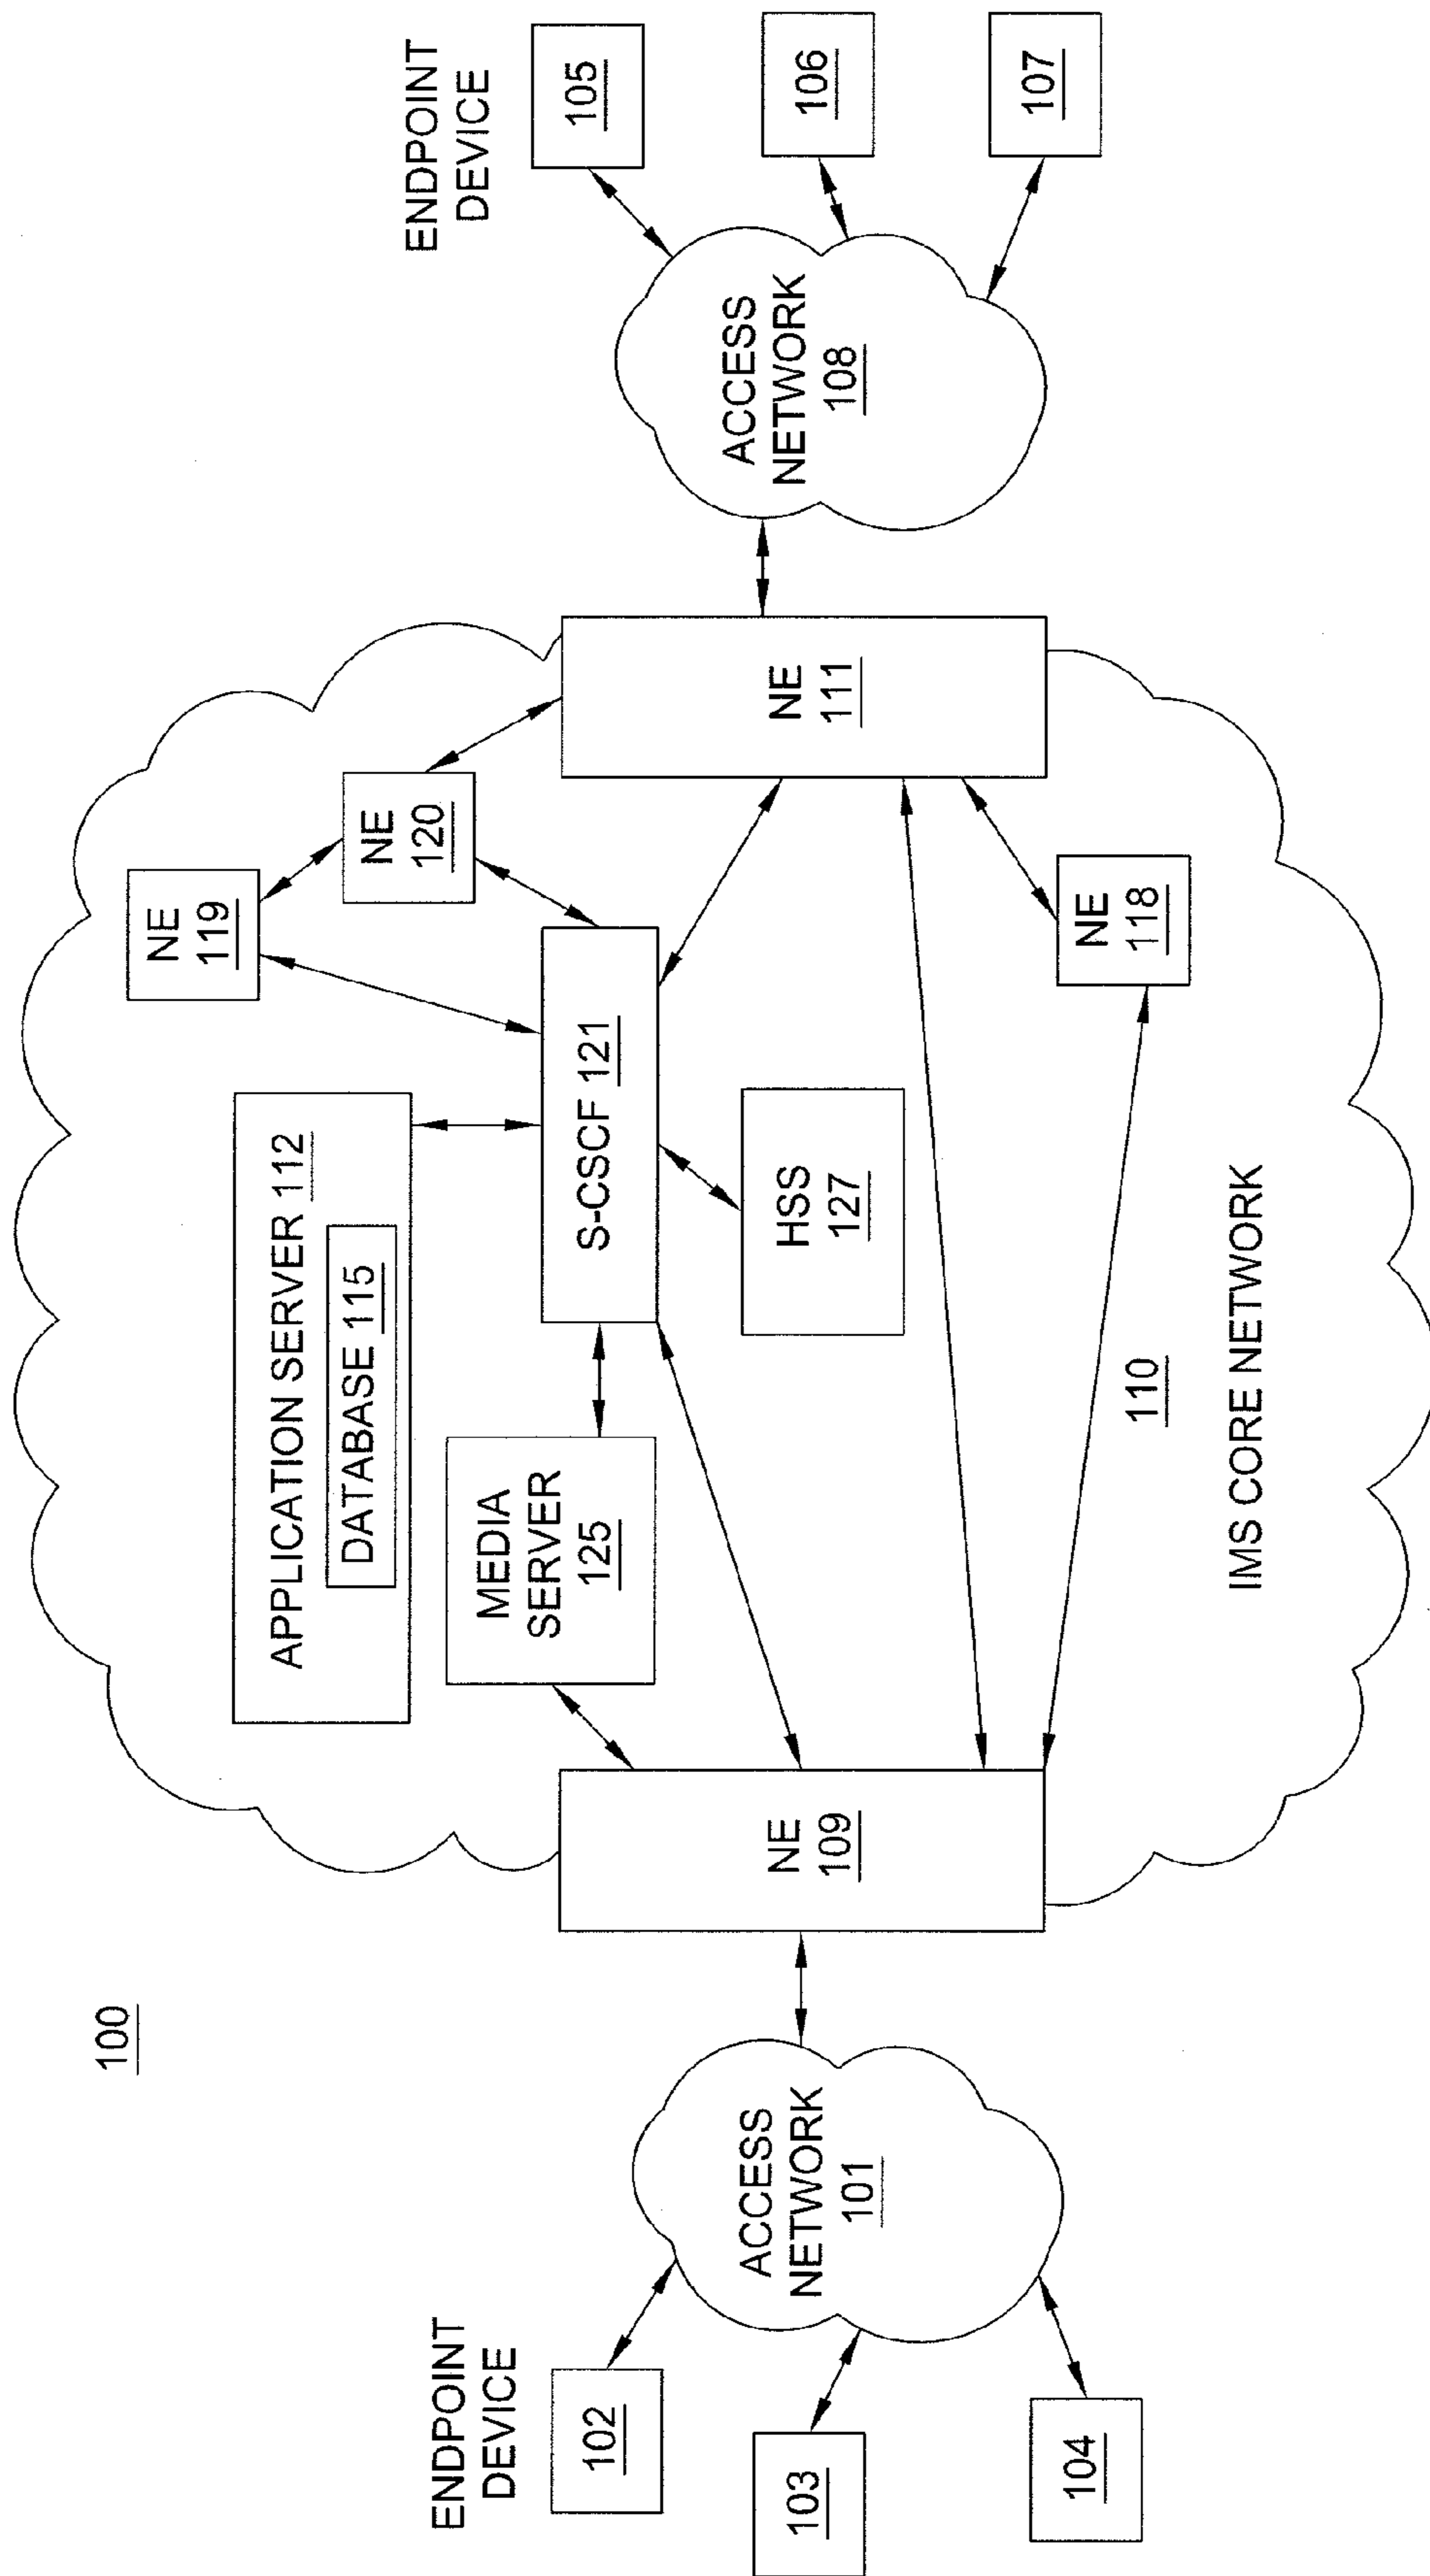 100
ENDPOINT
DEVICE
102
103
104
ACCESS
NETWORK
101
NE
109
APPLICATION SERVER 112
DATABASE 115
MEDIA
SERVER
125
S-CSCF 121
HSS
127
NE
119
NE
120
NE
111
NE
118
110
IMS CORE NETWORK
ACCESS
NETWORK
108
ENDPOINT
DEVICE
105
106
107